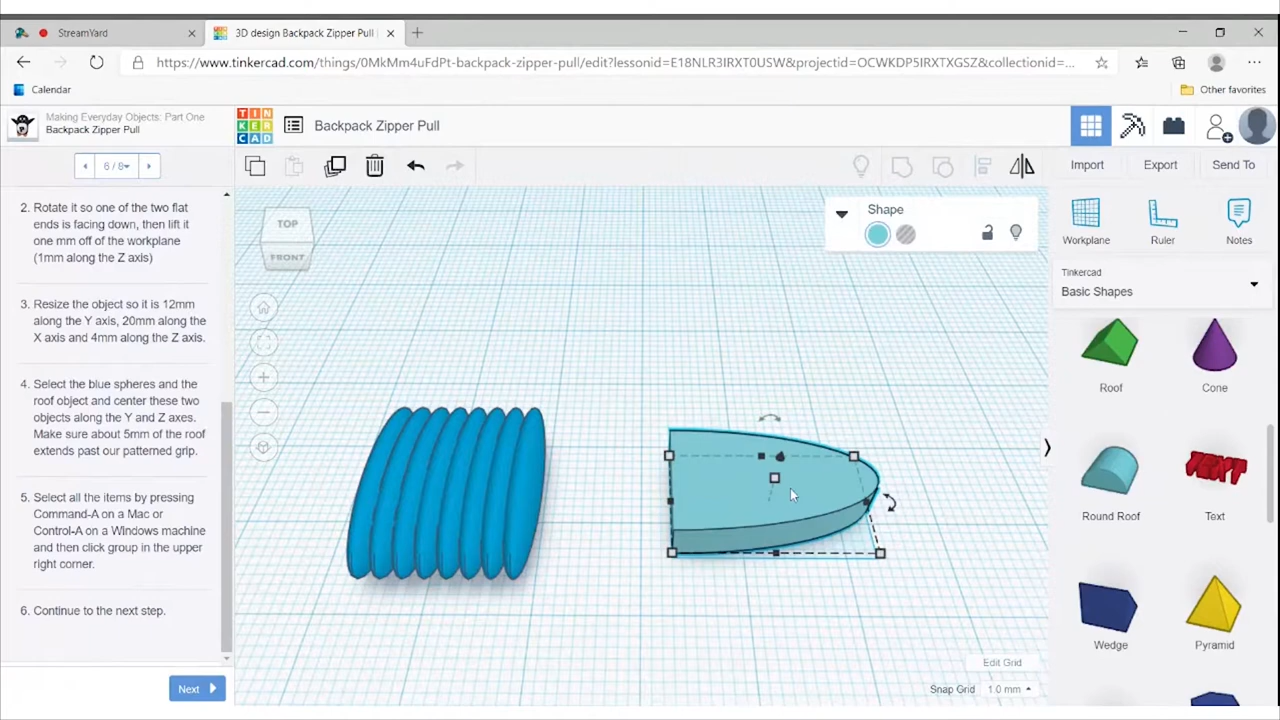 StreamYard
3D design Backpack Zipper Pull
https://www.tinkercad.com/things/0MkMm4uFdPt-backpack-zipper-pull/edit?lessonid=E18NLR3IRXT0USW&projectid=OCWKDP5IRXTXGSZ&collectionid=...
Calendar
Other favorites
Making Everyday Objects: Part One
Backpack Zipper Pull
TIN
KER
CAD
Backpack Zipper Pull
6 / 9
Import
Export
Send To
2. Rotate it so one of the two flat
ends is facing down, then lift it
one mm off of the workplane
(1mm along the Z axis)
3. Resize the object so it is 12mm
along the Y axis, 20mm along the
X axis and 4mm along the Z axis.
4. Select the blue spheres and the
roof object and center these two
objects along the Y and Z axes.
Make sure about 5mm of the roof
extends past our patterned grip.
5. Select all the items by pressing
Command-A on a Mac or
Control-A on a Windows machine
and then click group in the upper
right corner.
6. Continue to the next step.
Next
TOP
FRONT
Shape
Workplane
Ruler
Notes
Tinkercad
Basic Shapes
Roof
Cone
Round Roof
TEXT
Text
Wedge
Pyramid
Edit Grid
Snap Grid 1.0 mm